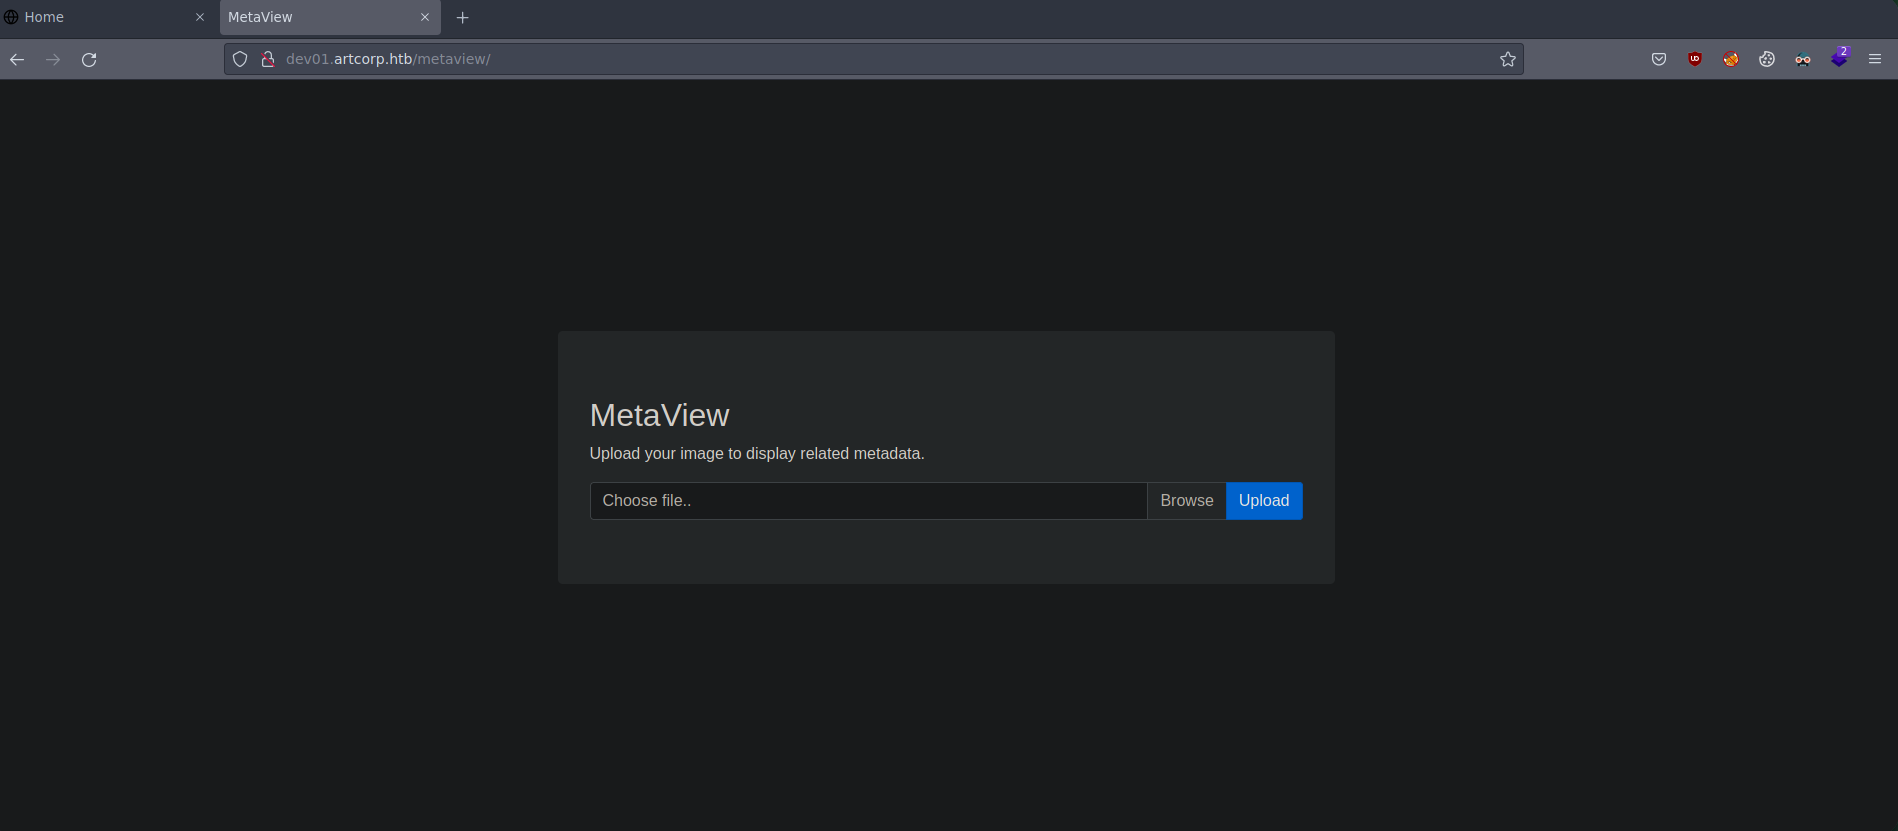 Home
MetaView
dev01.artcorp.htb/metaview/
2
MetaView
Upload your image to display related metadata.
Choose file..
Browse
Upload